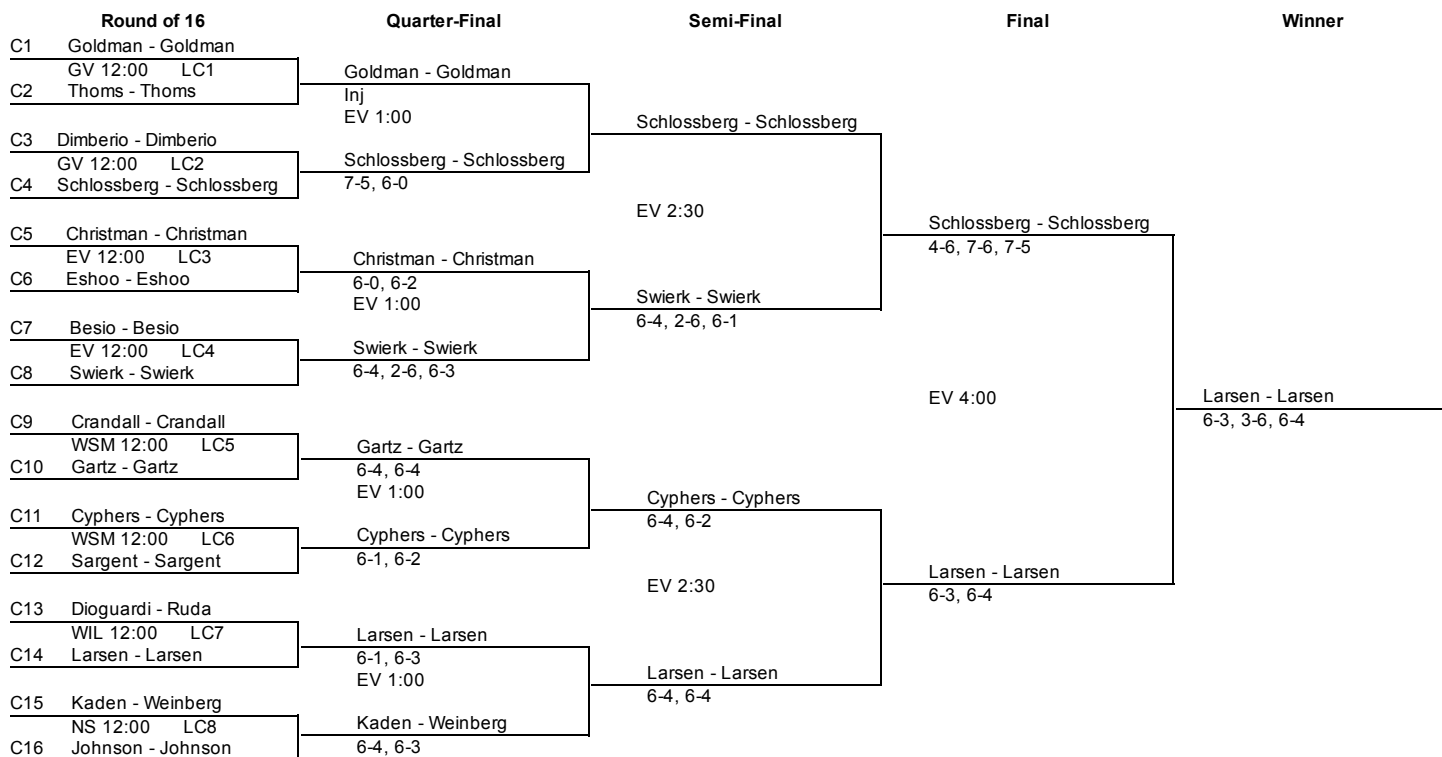 Round of 16 Quarter-Final Semi-Final Final Winner
C1 Goldman - Goldman
GV 12:00 LC1
C2 Thoms - Thoms
C3 Dimberio - Dimberio
GV 12:00 LC2
C4 Schlossberg - Schlossberg
C5 Christman - Christman
EV 12:00 LC3
C6 Eshoo - Eshoo
C7 Besio - Besio
EV 12:00 LC4
C8 Swierk - Swierk
C9 Crandall - Crandall
WSM 12:00 LC5
C10 Gartz - Gartz
C11 Cyphers - Cyphers
WSM 12:00 LC6
C12 Sargent - Sargent
C13 Dioguardi - Ruda
WIL 12:00 LC7
C14 Larsen - Larsen
C15 Kaden - Weinberg
NS 12:00 LC8
C16 Johnson - Johnson
Goldman - Goldman
Inj
EV 1:00
Schlossberg - Schlossberg
7-5, 6-0
Christman - Christman
6-0, 6-2
EV 1:00
Swierk - Swierk
6-4, 2-6, 6-3
Gartz - Gartz
6-4, 6-4
EV 1:00
Cyphers - Cyphers
6-1, 6-2
Larsen - Larsen
6-1, 6-3
EV 1:00
Kaden - Weinberg
6-4, 6-3
Schlossberg - Schlossberg
EV 2:30
Swierk - Swierk
6-4, 2-6, 6-1
Cyphers - Cyphers
6-4, 6-2
EV 2:30
Larsen - Larsen
6-4, 6-4
Schlossberg - Schlossberg
4-6, 7-6, 7-5
EV 4:00
Larsen - Larsen
6-3, 6-4
Larsen - Larsen
6-3, 3-6, 6-4